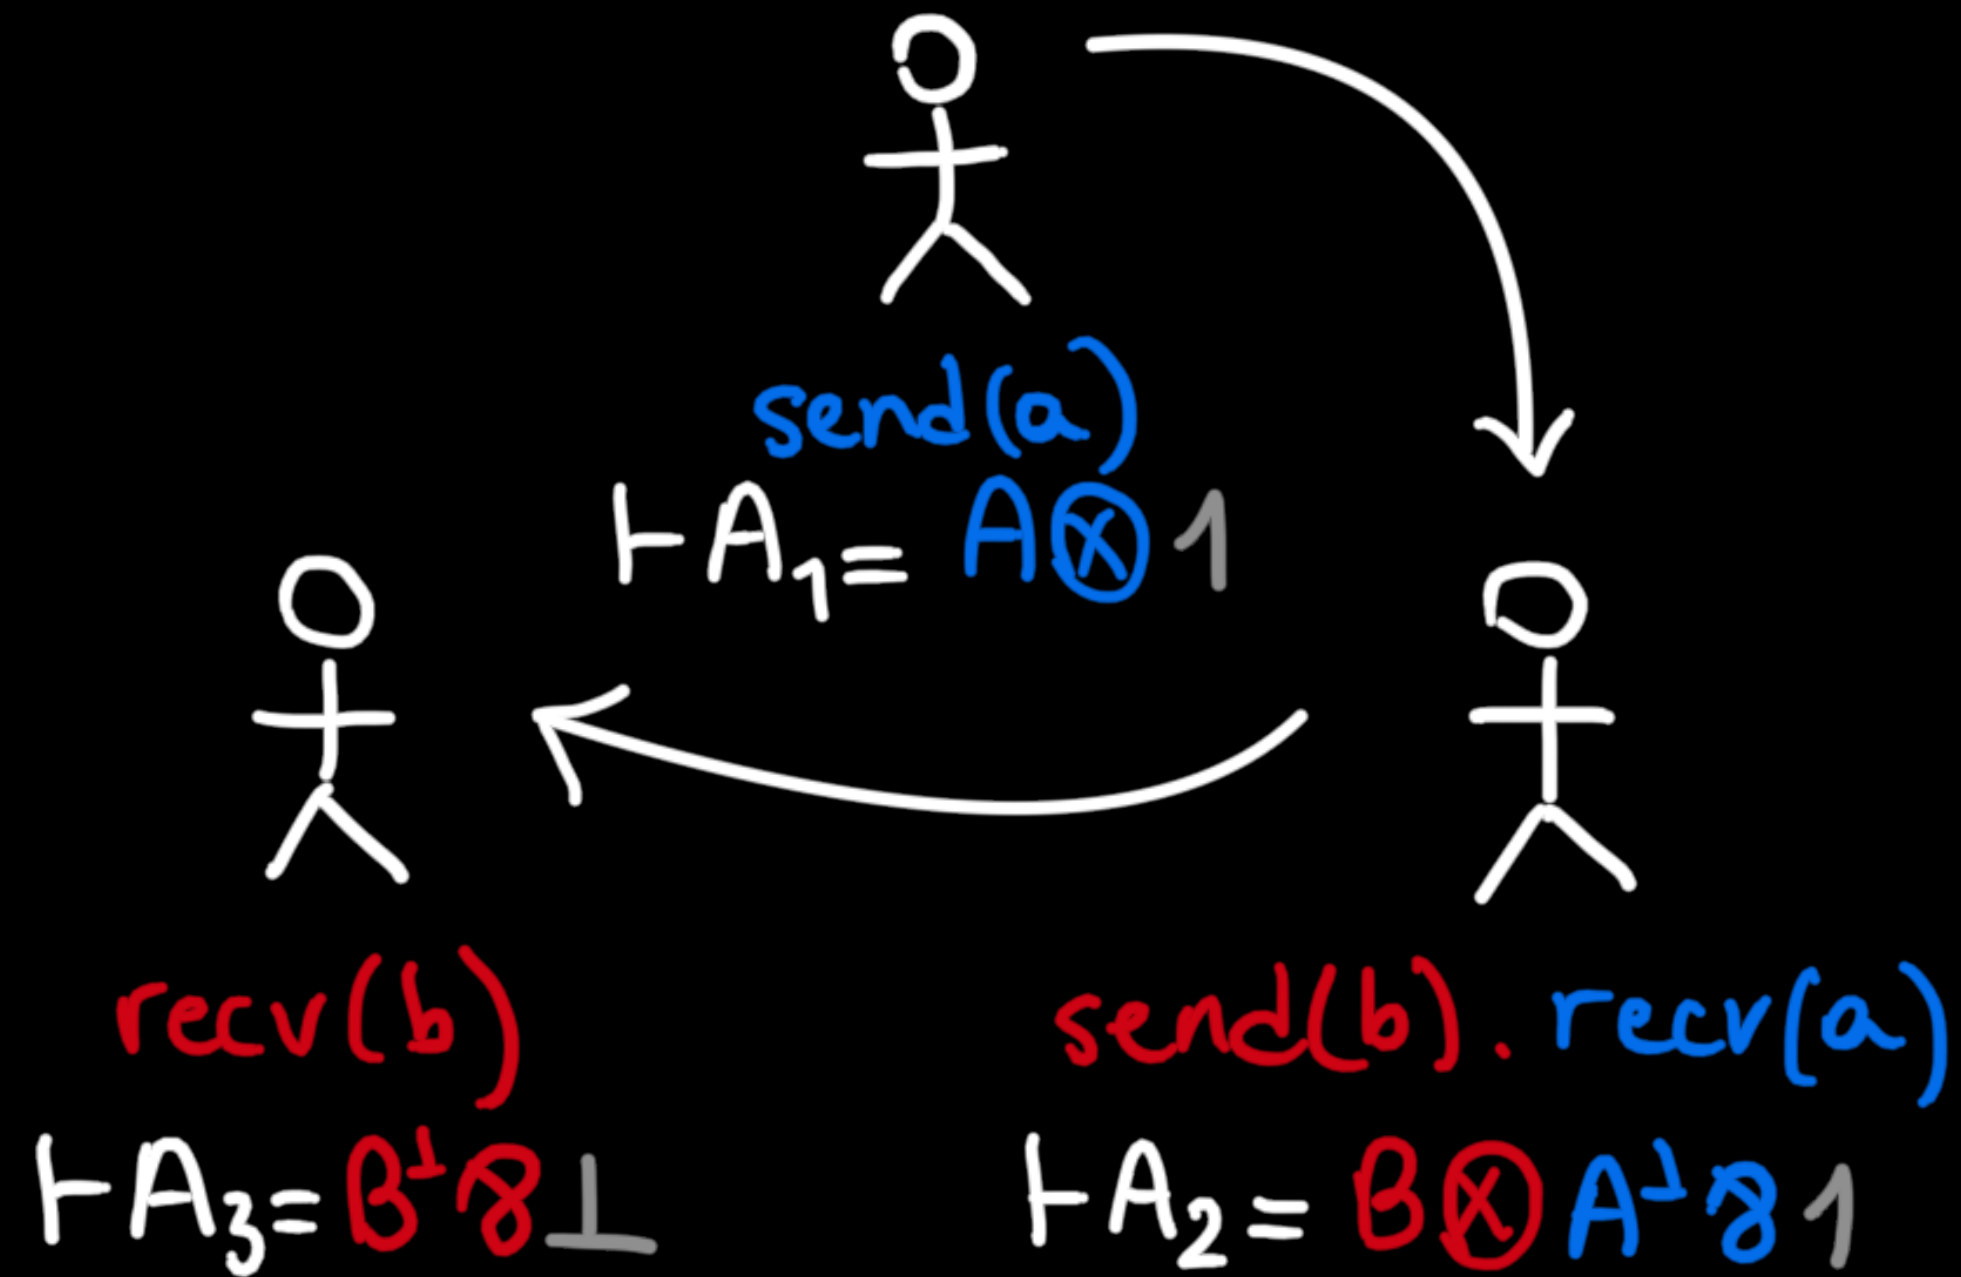 send(a)
⊢A₁= A⊗1
recv(b)
⊢A₃= B^⊥⅋⊥
send(b).recv(a)
⊢A₂= B⊗A^⊥⅋1